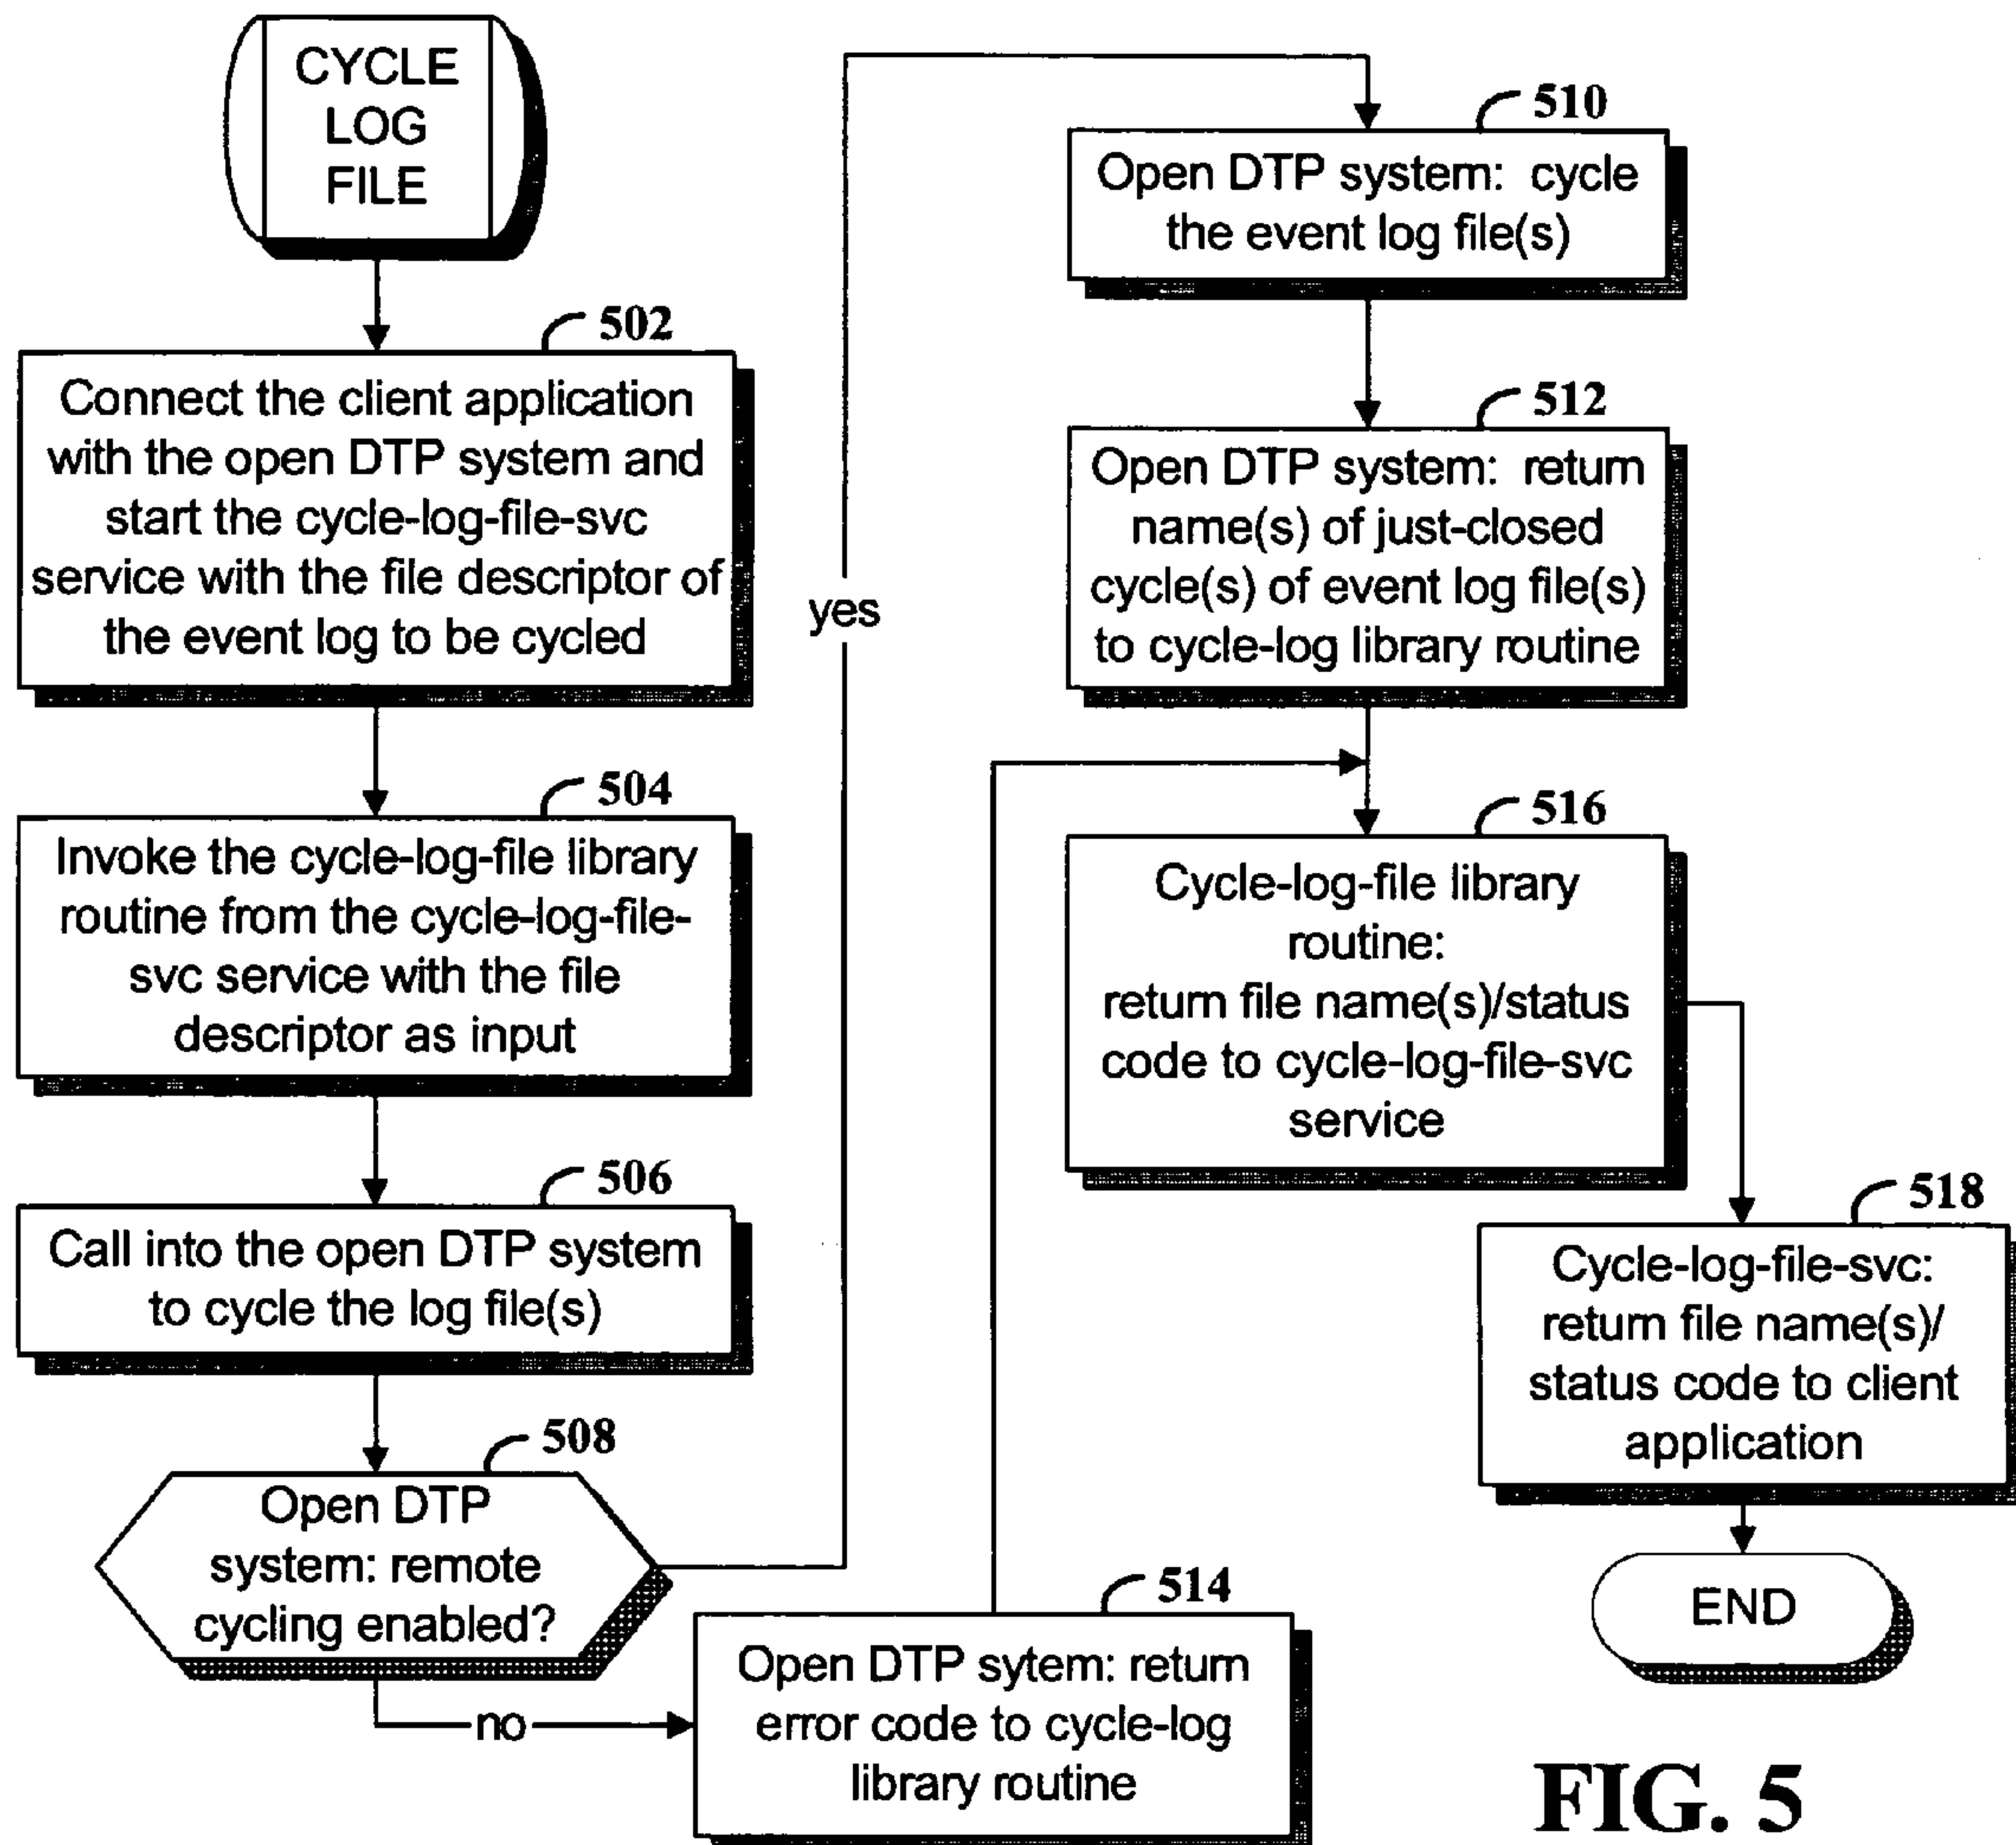 CYCLE
LOG
FILE
502
Connect the client application
with the open DTP system and
start the cycle-log-file-svc
service with the file descriptor of
the event log to be cycled
504
Invoke the cycle-log-file library
routine from the cycle-log-file-
svc service with the file
descriptor as input
506
Call into the open DTP system
to cycle the log file(s)
508
Open DTP
system: remote
cycling enabled?
yes
no
510
Open DTP system: cycle
the event log file(s)
512
Open DTP system: return
name(s) of just-closed
cycle(s) of event log file(s)
to cycle-log library routine
514
Open DTP sytem: return
error code to cycle-log
library routine
516
Cycle-log-file library
routine:
return file name(s)/status
code to cycle-log-file-svc
service
518
Cycle-log-file-svc:
return file name(s)/
status code to client
application
END
FIG. 5